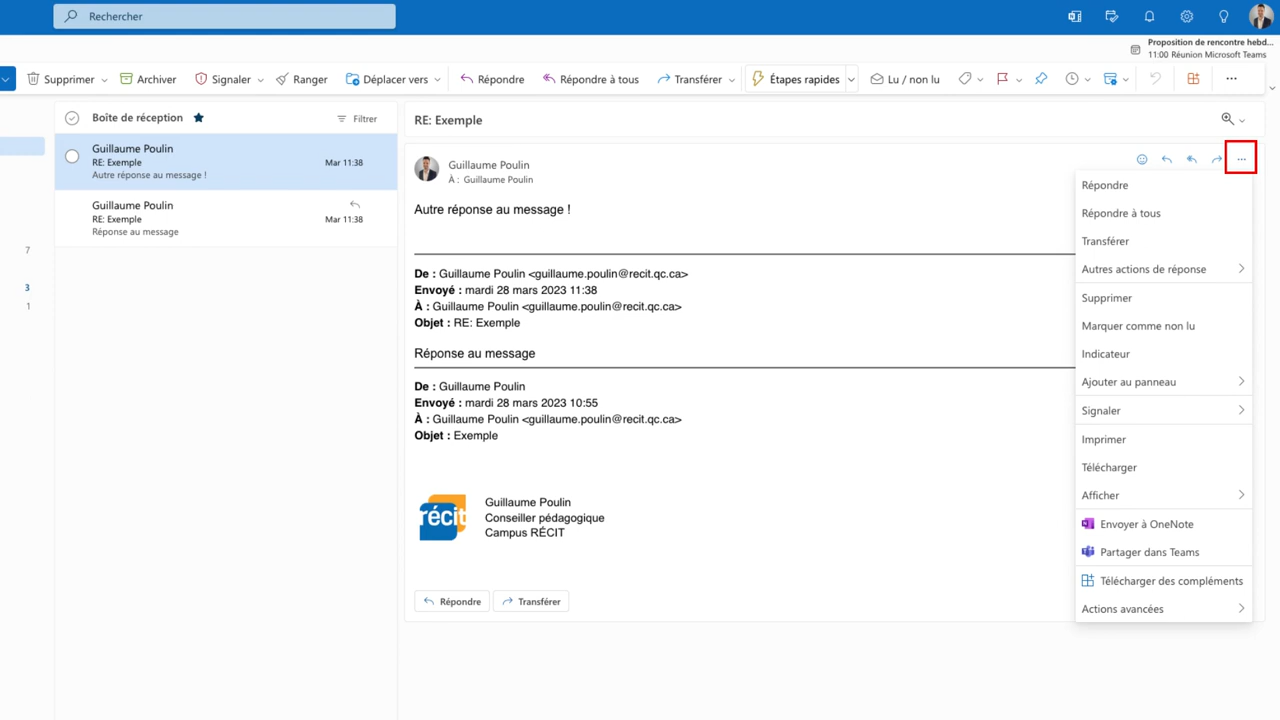 Rechercher
Proposition de rencontre hebd...
11:00 Réunion Microsoft Teams
Supprimer
Archiver
Signaler
Ranger
Déplacer vers
Répondre
Répondre à tous
Transférer
Étapes rapides
Lu / non lu
Boîte de réception
Filtrer
Guillaume Poulin
RE: Exemple
Mar 11:38
Autre réponse au message !
Guillaume Poulin
RE: Exemple
Mar 11:38
Réponse au message
7
3
1
RE: Exemple
Guillaume Poulin
À : Guillaume Poulin
Autre réponse au message !
De : Guillaume Poulin <guillaume.poulin@recit.qc.ca>
Envoyé : mardi 28 mars 2023 11:38
À : Guillaume Poulin <guillaume.poulin@recit.qc.ca>
Objet : RE: Exemple
Réponse au message
De : Guillaume Poulin
Envoyé : mardi 28 mars 2023 10:55
À : Guillaume Poulin <guillaume.poulin@recit.qc.ca>
Objet : Exemple
récit
Guillaume Poulin
Conseiller pédagogique
Campus RÉCIT
Répondre
Transférer
Répondre
Répondre à tous
Transférer
Autres actions de réponse
Supprimer
Marquer comme non lu
Indicateur
Ajouter au panneau
Signaler
Imprimer
Télécharger
Afficher
Envoyer à OneNote
Partager dans Teams
Télécharger des compléments
Actions avancées